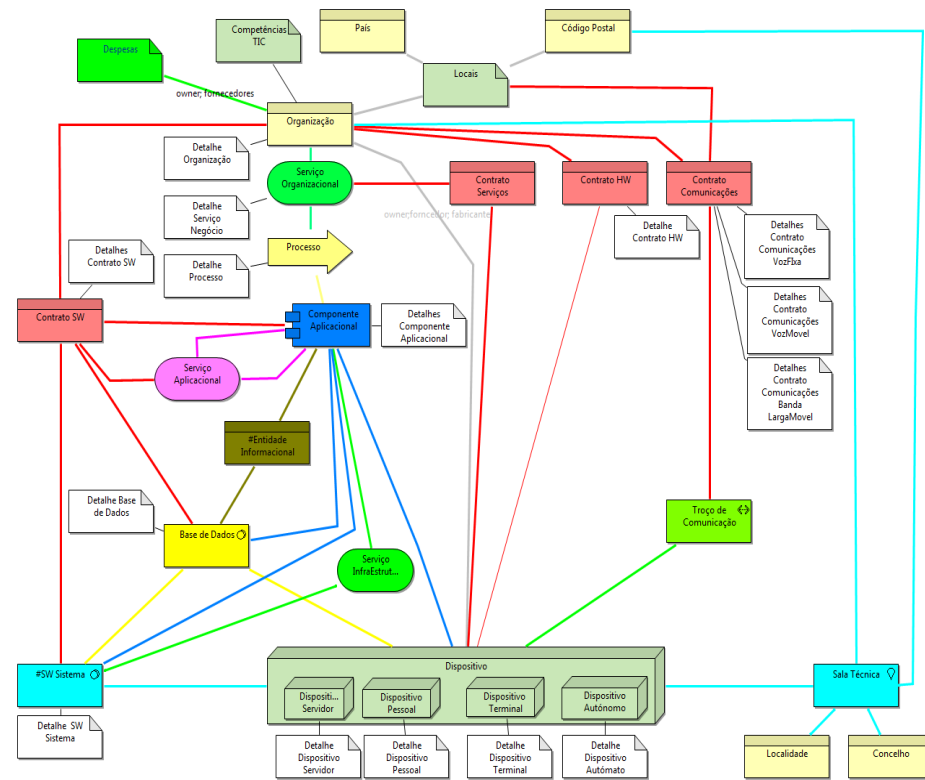 País
Código Postal
Competências
TIC
Despesas
Locais
owner; fornecedores
Organização
Detalhe
Organização
Serviço
Organizacional
Contrato
Serviços
Contrato HW
Contrato
Comunicações
owner;forncedor; fabricante
Detalhe
Serviço
Negócio
Detalhe
Contrato HW
Detalhes
Contrato
Comunicações
VozFIxa
Detalhes
Contrato SW
Processo
Detalhe
Processo
Detalhes
Contrato
Comunicações
VozMovel
Contrato SW
Componente
Aplicacional
Detalhes
Componente
Aplicacional
Serviço
Aplicacional
Detalhes
Contrato
Comunicações
Banda
LargaMovel
#Entidade
Informacional
Detalhe Base
de Dados
Base de Dados
Troço de
Comunicação
Serviço
InfraEstrut...
#SW Sistema
Dispositivo
Sala Técnica
Dispositi...
Servidor
Dispositivo
Pessoal
Dispositivo
Terminal
Dispositivo
Autónomo
Detalhe SW
Sistema
Detalhe
Dispositivo
Servidor
Detalhe
Dispositivo
Pessoal
Detalhe
Dispositivo
Terminal
Detalhe
Dispositivo
Autómato
Localidade
Concelho